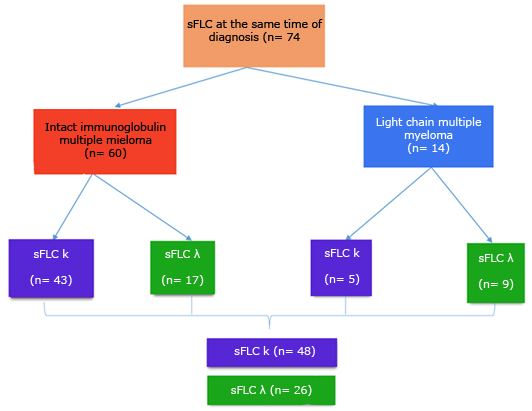 sFLC at the same time of
diagnosis (n= 74
Intact immunoglobulin
multiple mieloma
(n= 60)
Light chain multiple
myeloma
(n= 14)
sFLC k
(n= 43)
sFLC λ
(n= 17)
sFLC k
(n= 5)
sFLC λ
(n= 9)
sFLC k (n= 48)
sFLC λ (n= 26)